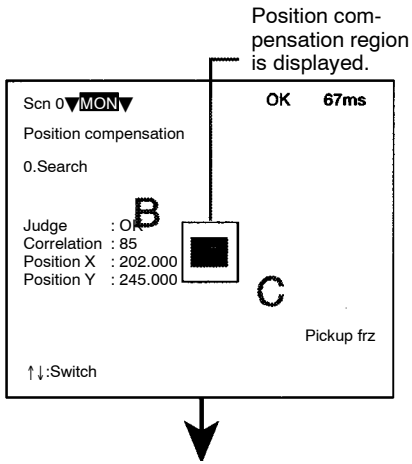 Position com-
pensation region
is displayed.
Scn 0▼MON▼ OK 67ms
Position compensation
0.Search
B
Judge : OK
Correlation : 85
Position X : 202.000
Position Y : 245.000
C
Pickup frz
↑↓:Switch